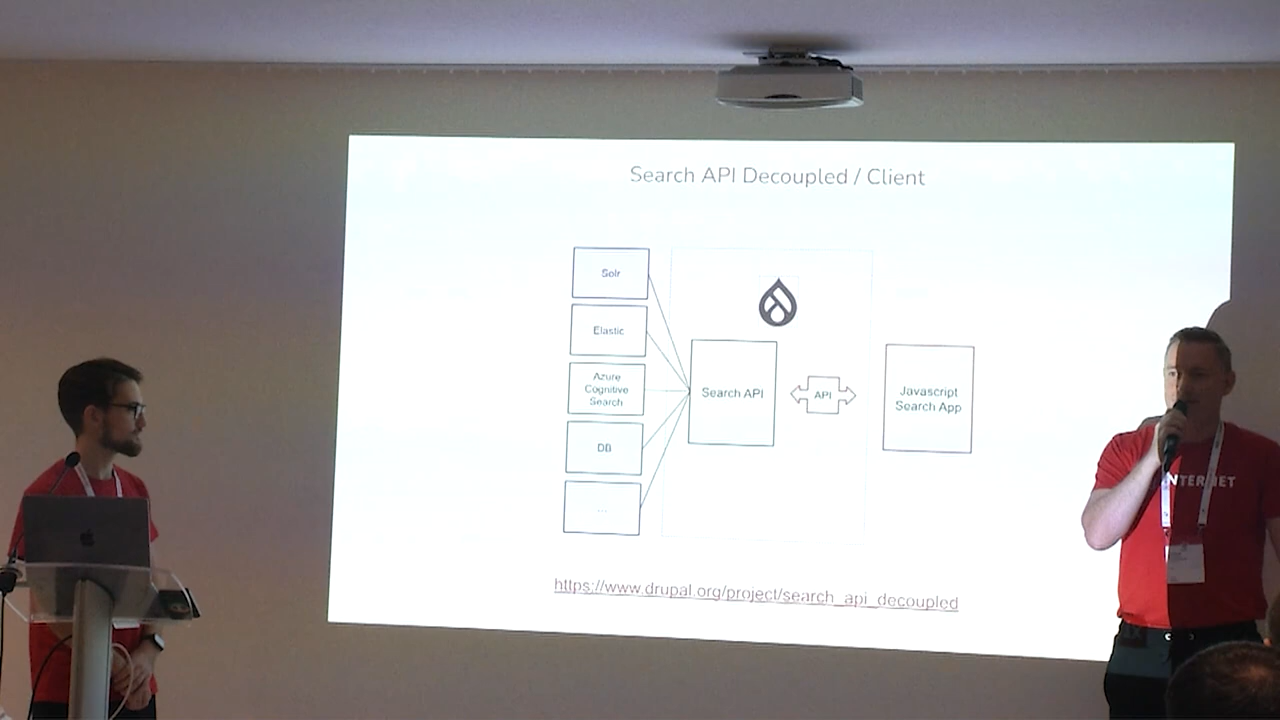 Search API Decoupled / Client
Solr
Elastic
Azure
Cognitive
Search
DB
...
Search API
API
Javascript
Search App
https://www.drupal.org/project/search_api_decoupled
NTERNET